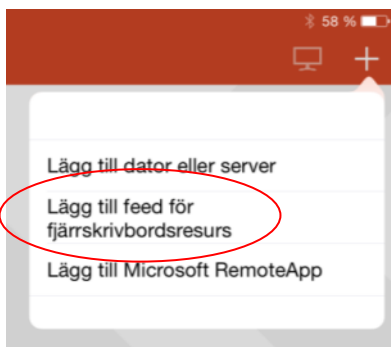 58 %
Lägg till dator eller server
Lägg till feed för
fjärrskrivbordsresurs
Lägg till Microsoft RemoteApp